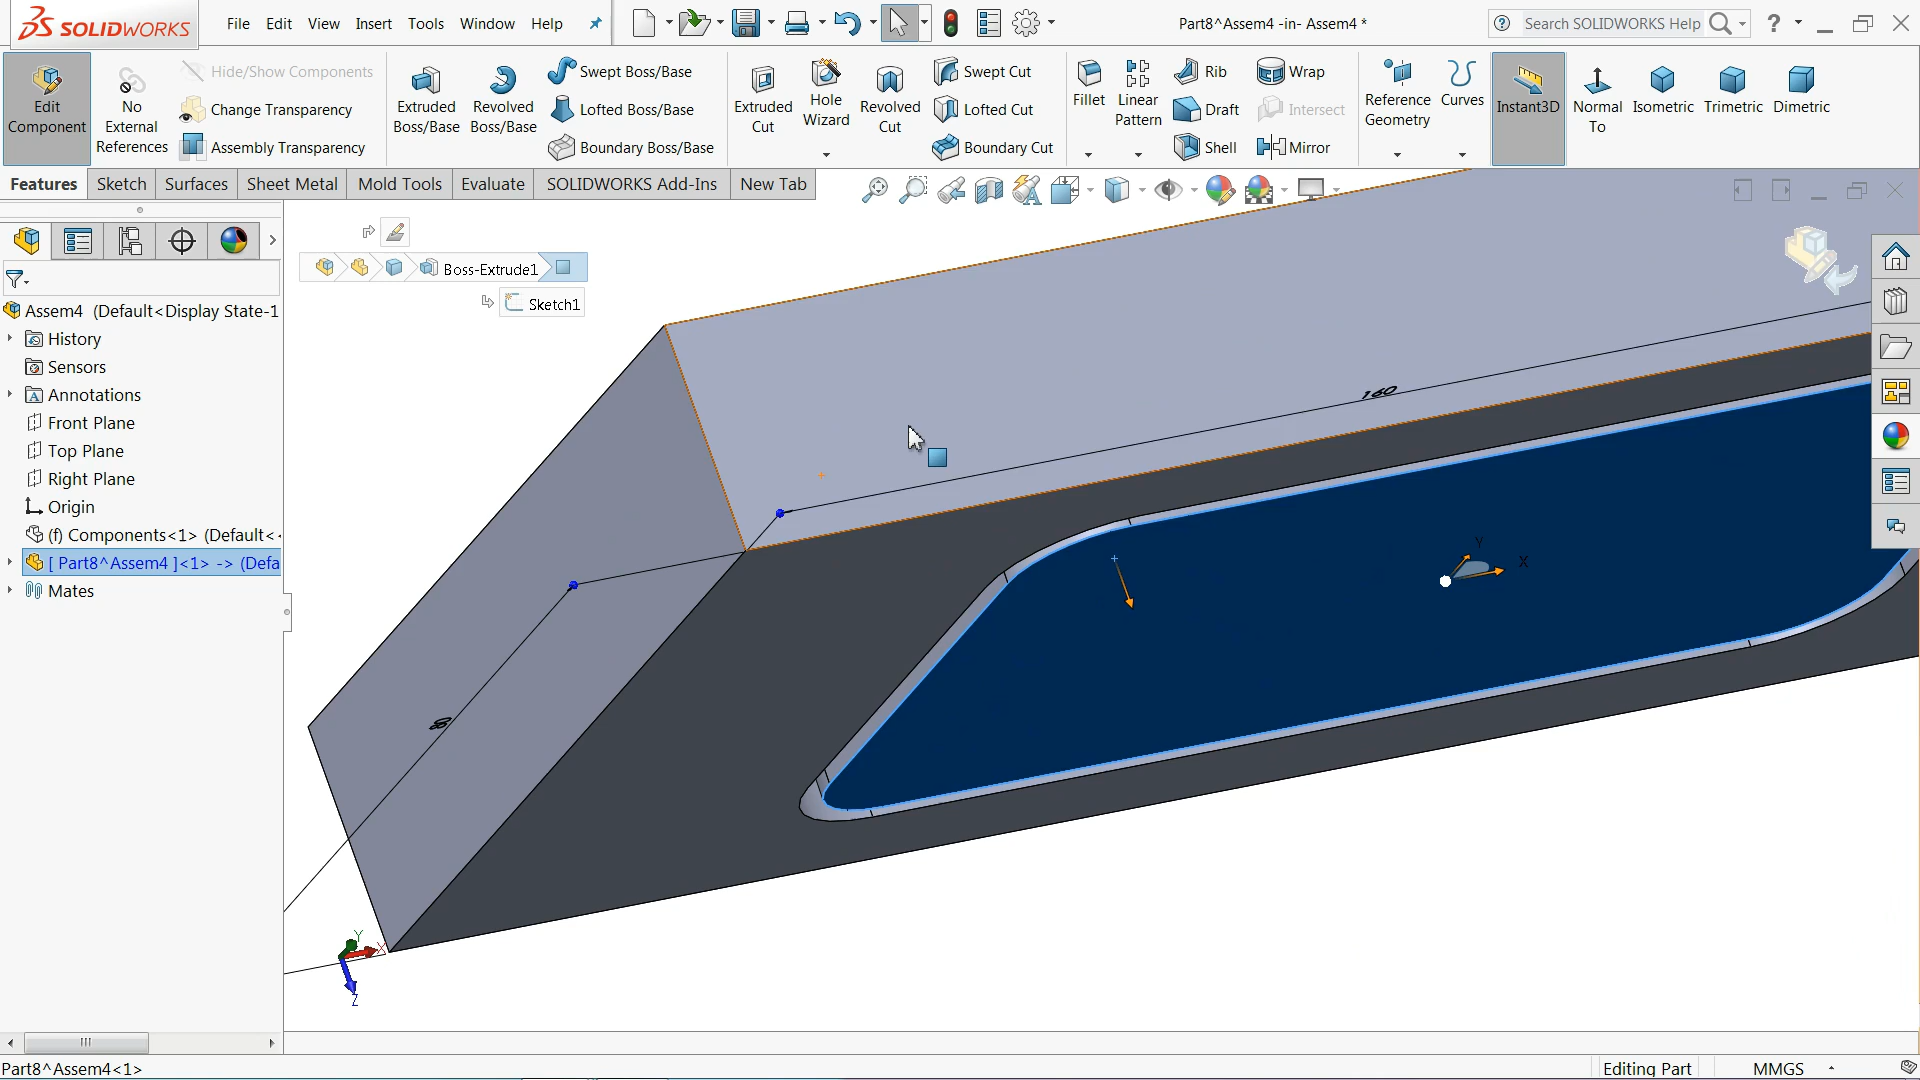 SOLIDWORKS
File Edit View Insert Tools Window Help
Part8^Assem4 -in- Assem4 *
Search SOLIDWORKS Help
Edit Component
No External References
Hide/Show Components
Change Transparency
Assembly Transparency
Extruded Boss/Base
Revolved Boss/Base
Swept Boss/Base
Lofted Boss/Base
Boundary Boss/Base
Extruded Cut
Hole Wizard
Revolved Cut
Swept Cut
Lofted Cut
Boundary Cut
Fillet
Linear Pattern
Rib
Draft
Shell
Wrap
Intersect
Mirror
Reference Geometry
Curves
Instant3D
Normal To
Isometric
Trimetric
Dimetric
Features Sketch Surfaces Sheet Metal Mold Tools Evaluate SOLIDWORKS Add-Ins New Tab
Boss-Extrude1
Sketch1
Assem4 (Default<Display State-1
History
Sensors
Annotations
Front Plane
Top Plane
Right Plane
Origin
(f) Components<1> (Default<
[ Part8^Assem4 ]<1> -> (Defa
Mates
160
Y
X
Y
X
Z
Part8^Assem4<1>
Editing Part
MMGS